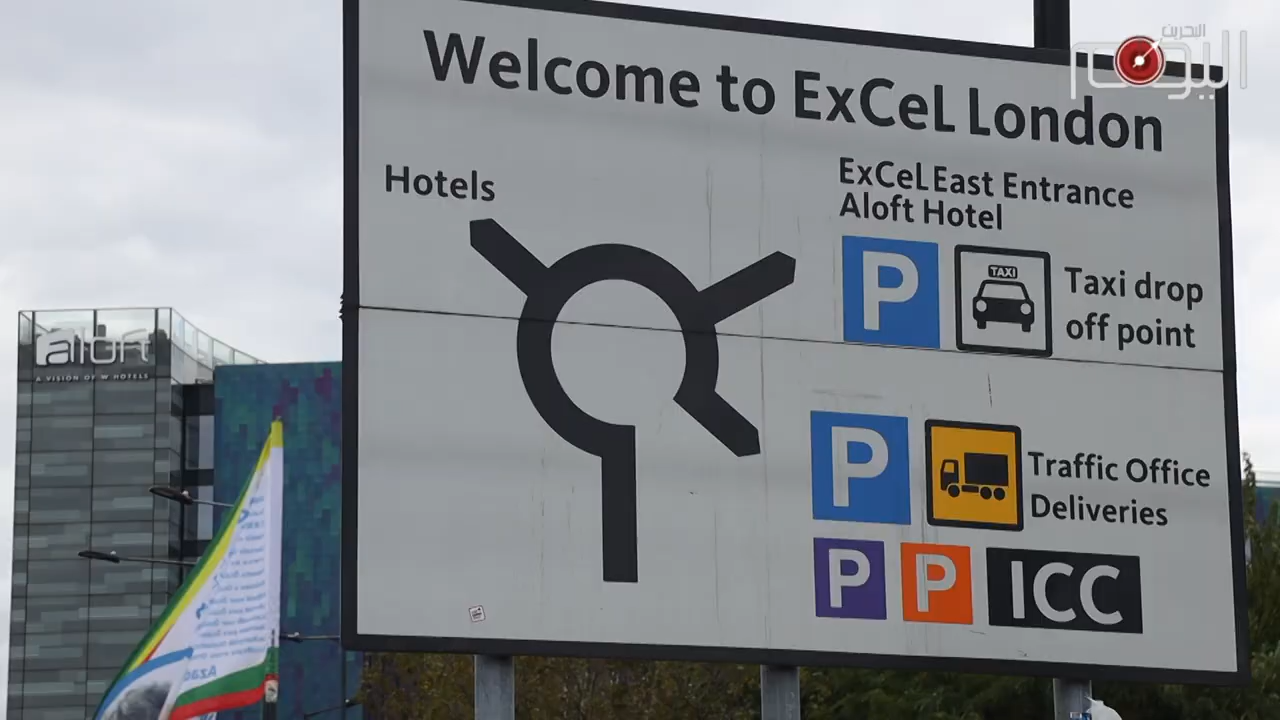 البحرين
اليوم
Welcome to ExCeL London
Hotels
ExCeL East Entrance
Aloft Hotel
P
TAXI
Taxi drop
off point
P
Traffic Office
Deliveries
P P ICC
aloft
A VISION OF W HOTELS
Azad